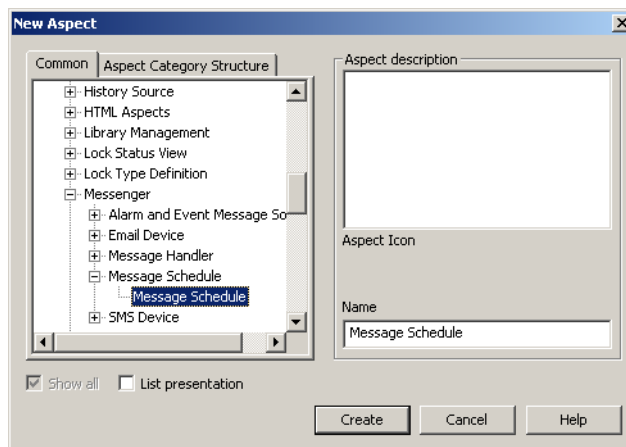 New Aspect
Common
Aspect Category Structure
History Source
HTML Aspects
Library Management
Lock Status View
Lock Type Definition
Messenger
Alarm and Event Message So
Email Device
Message Handler
Message Schedule
Message Schedule
SMS Device
Show all
List presentation
Aspect description
Aspect Icon
Name
Message Schedule
Create
Cancel
Help